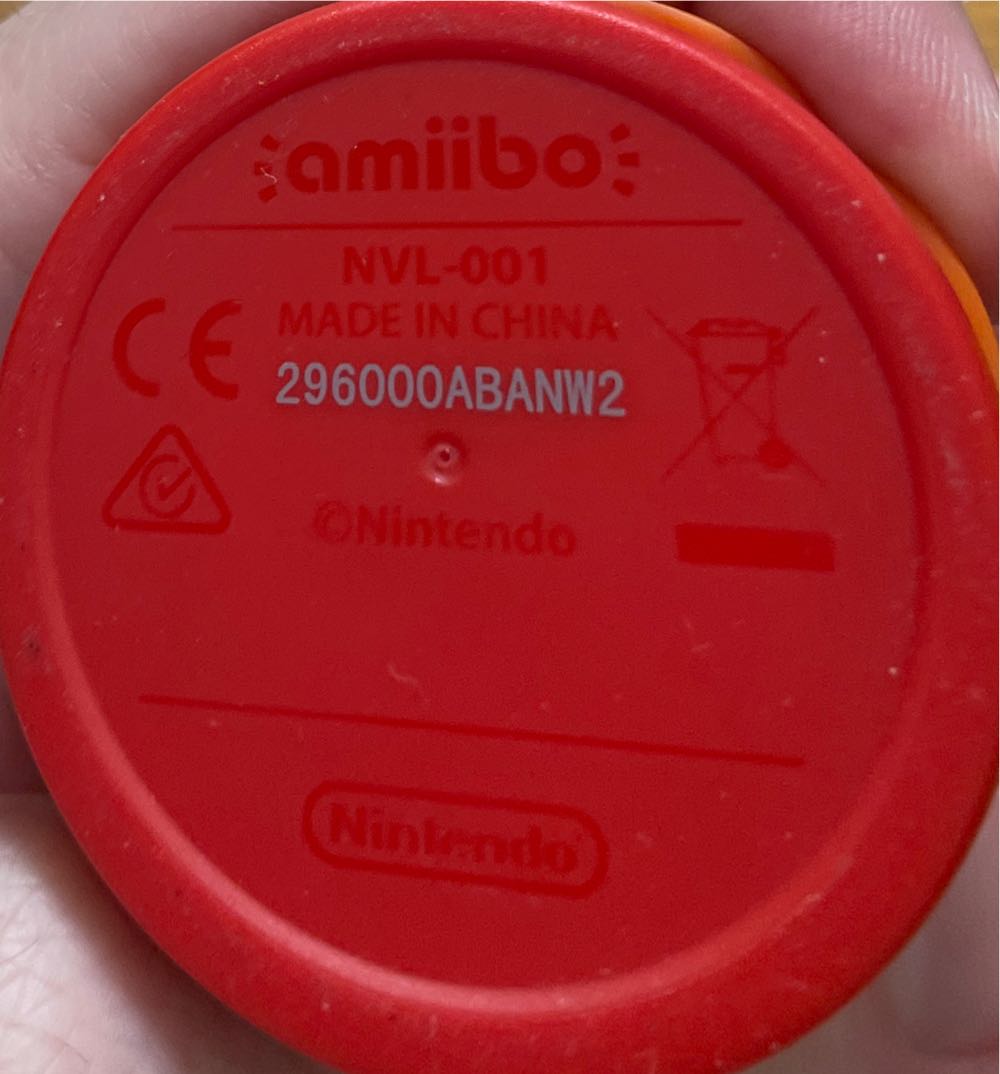 amiibo
NVL-001
MADE IN CHINA
CE
296000ABANW2
©Nintendo
Nintendo